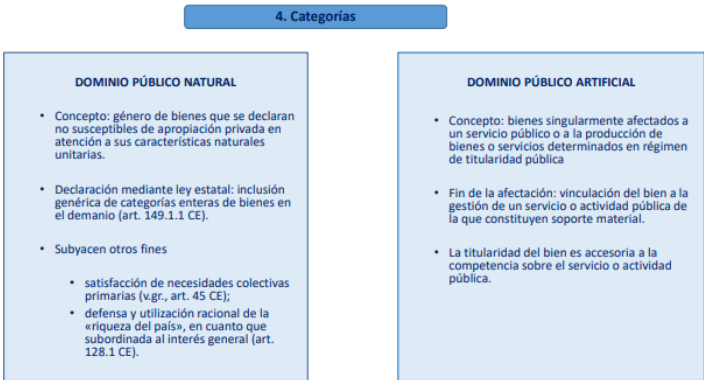 4. Categorías
DOMINIO PÚBLICO NATURAL
• Concepto: género de bienes que se declaran
no susceptibles de apropiación privada en
atención a sus características naturales
unitarias.
• Declaración mediante ley estatal: inclusión
genérica de categorías enteras de bienes en
el demanio (art. 149.1.1 CE).
• Subyacen otros fines
• satisfacción de necesidades colectivas
primarias (v.gr., art. 45 CE);
• defensa y utilización racional de la
«riqueza del país», en cuanto que
subordinada al interés general (art.
128.1 CE).
DOMINIO PÚBLICO ARTIFICIAL
• Concepto: bienes singularmente afectados a
un servicio público o a la producción de
bienes o servicios determinados en régimen
de titularidad pública
• Fin de la afectación: vinculación del bien a la
gestión de un servicio o actividad pública de
la que constituyen soporte material.
• La titularidad del bien es accesoria a la
competencia sobre el servicio o actividad
pública.